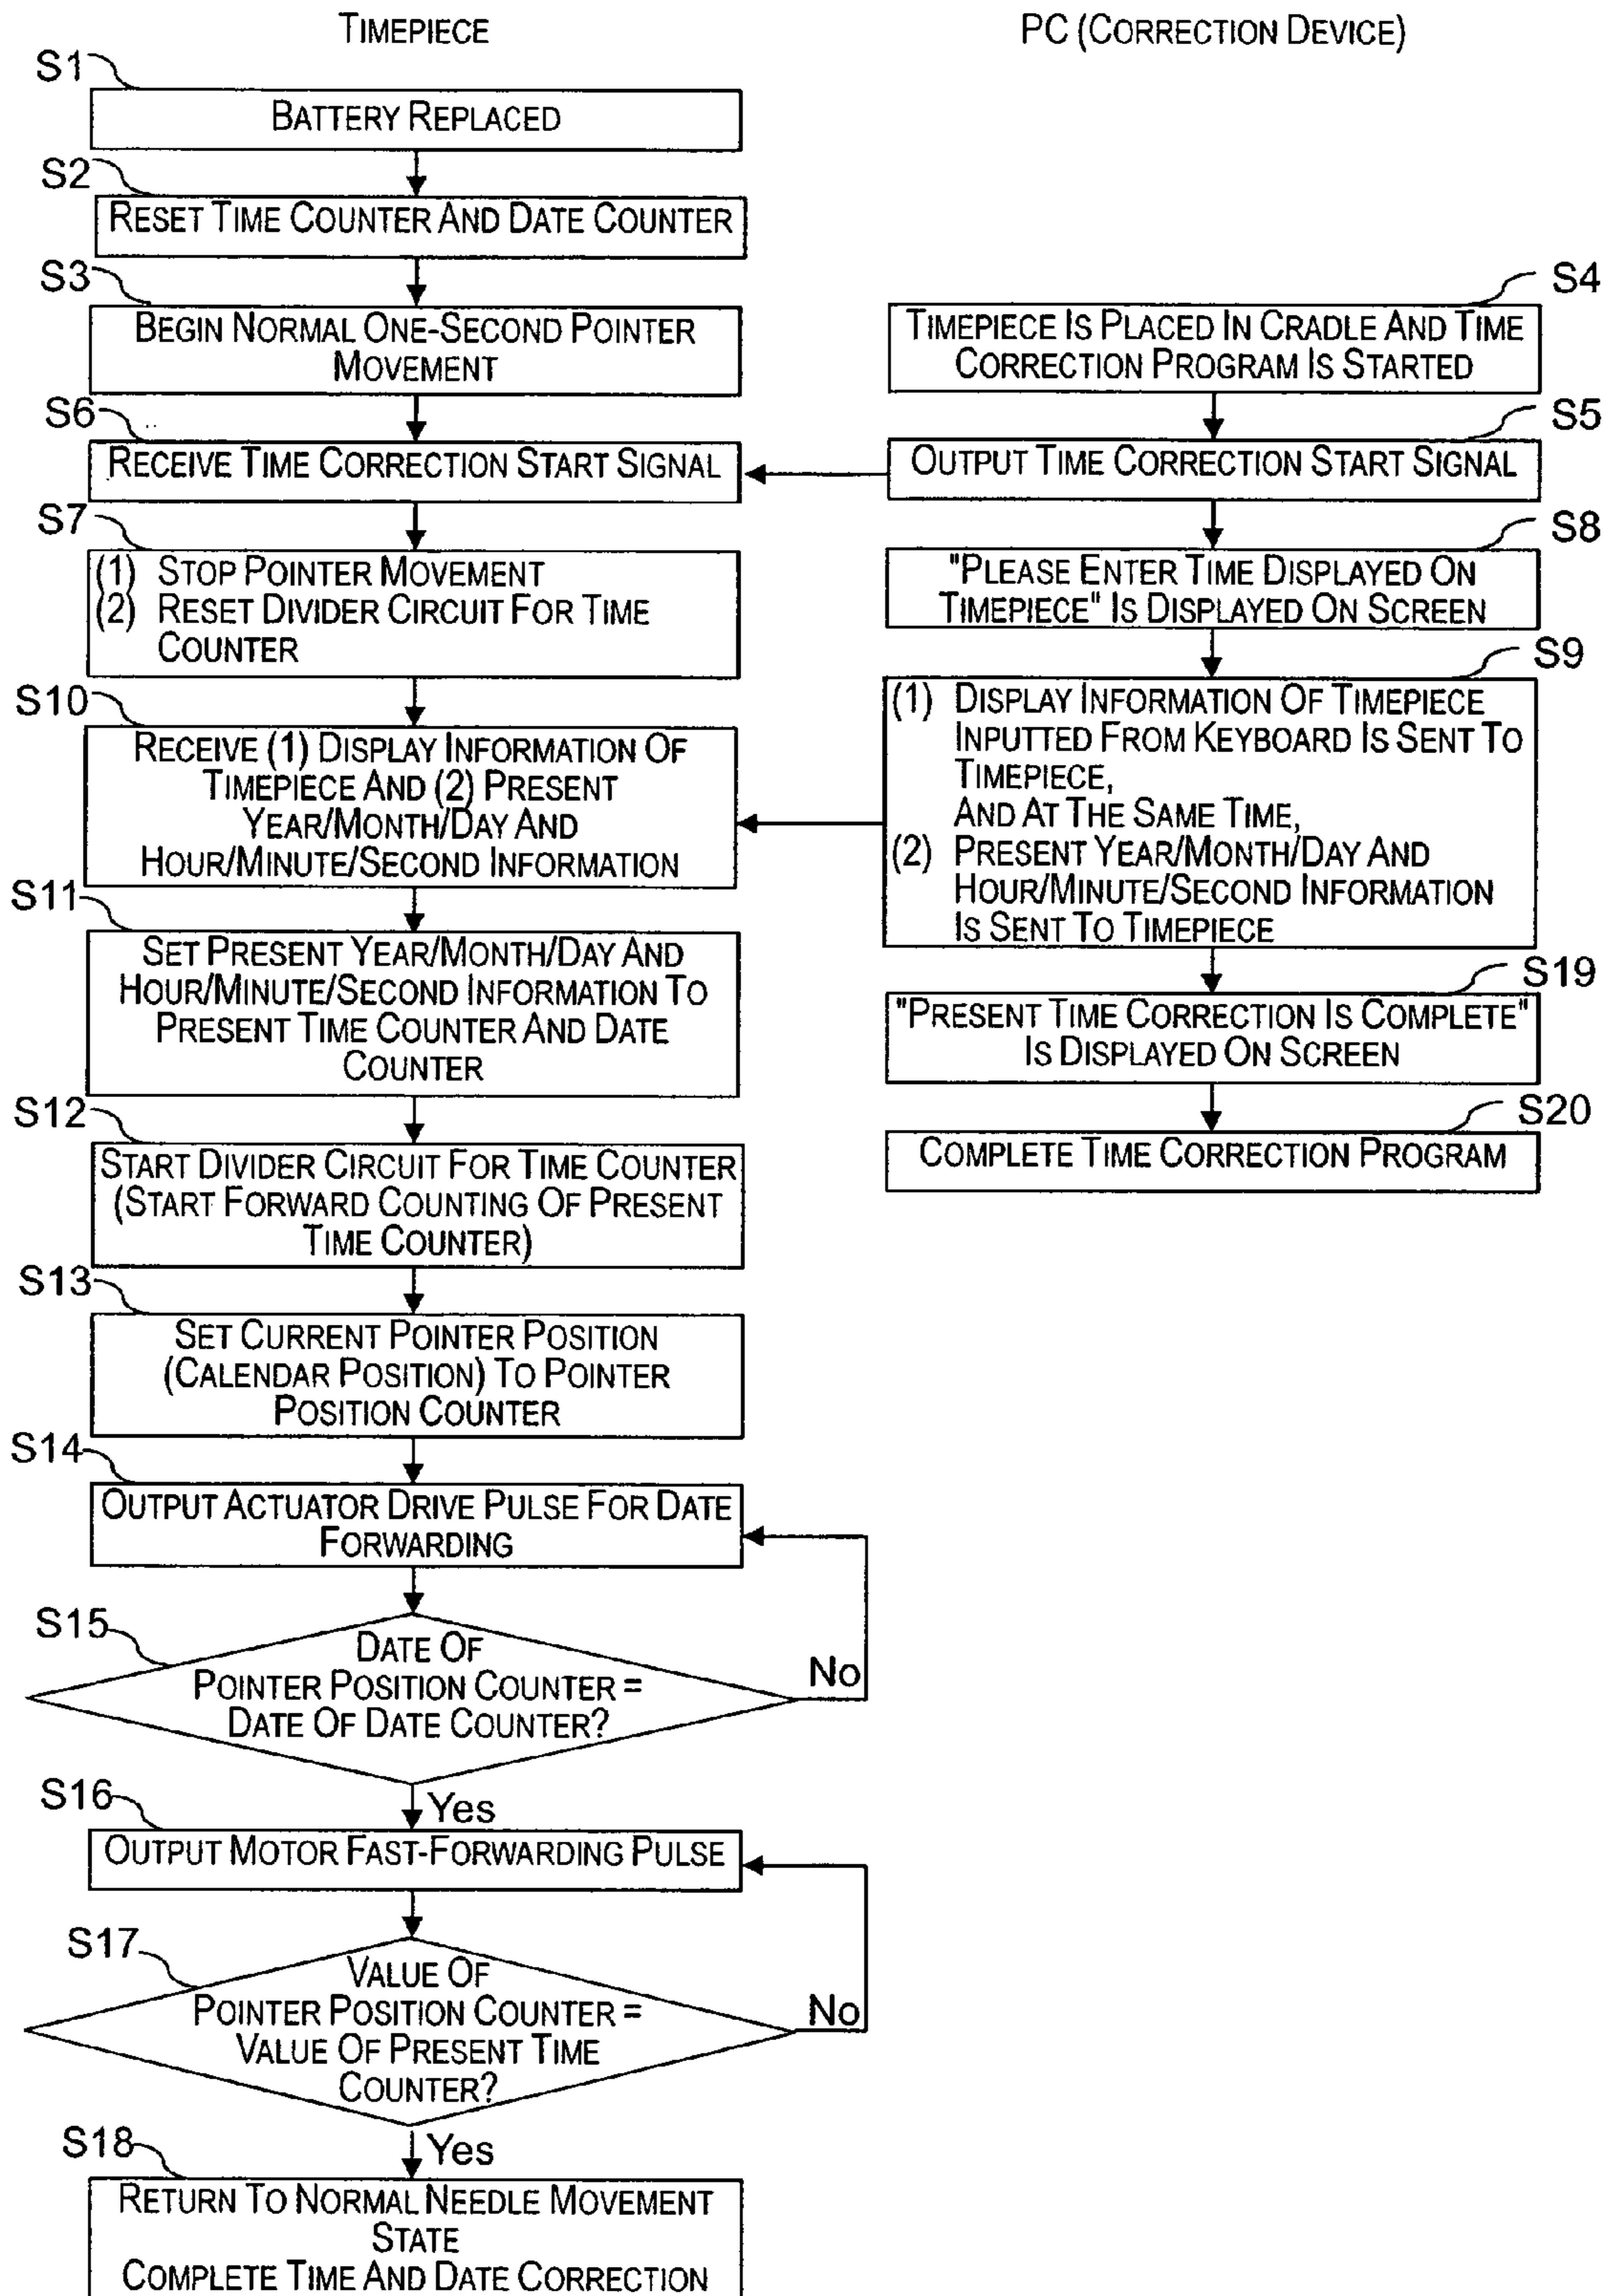 TIMEPIECE
S1
BATTERY REPLACED
S2
RESET TIME COUNTER AND DATE COUNTER
S3
BEGIN NORMAL ONE-SECOND POINTER
MOVEMENT
S6
RECEIVE TIME CORRECTION START SIGNAL
S7
(1) STOP POINTER MOVEMENT
(2) RESET DIVIDER CIRCUIT FOR TIME
COUNTER
S10
RECEIVE (1) DISPLAY INFORMATION OF
TIMEPIECE AND (2) PRESENT
YEAR/MONTH/DAY AND
HOUR/MINUTE/SECOND INFORMATION
S11
SET PRESENT YEAR/MONTH/DAY AND
HOUR/MINUTE/SECOND INFORMATION TO
PRESENT TIME COUNTER AND DATE
COUNTER
S12
START DIVIDER CIRCUIT FOR TIME COUNTER
(START FORWARD COUNTING OF PRESENT
TIME COUNTER)
S13
SET CURRENT POINTER POSITION
(CALENDAR POSITION) TO POINTER
POSITION COUNTER
S14
OUTPUT ACTUATOR DRIVE PULSE FOR DATE
FORWARDING
S15
DATE OF
POINTER POSITION COUNTER =
DATE OF DATE COUNTER?
No
Yes
S16
OUTPUT MOTOR FAST-FORWARDING PULSE
S17
VALUE OF
POINTER POSITION COUNTER =
VALUE OF PRESENT TIME
COUNTER?
No
Yes
S18
RETURN TO NORMAL NEEDLE MOVEMENT
STATE
COMPLETE TIME AND DATE CORRECTION
PC (CORRECTION DEVICE)
S4
TIMEPIECE IS PLACED IN CRADLE AND TIME
CORRECTION PROGRAM IS STARTED
S5
OUTPUT TIME CORRECTION START SIGNAL
S8
"PLEASE ENTER TIME DISPLAYED ON
TIMEPIECE" IS DISPLAYED ON SCREEN
S9
(1) DISPLAY INFORMATION OF TIMEPIECE
INPUTTED FROM KEYBOARD IS SENT TO
TIMEPIECE,
AND AT THE SAME TIME,
(2) PRESENT YEAR/MONTH/DAY AND
HOUR/MINUTE/SECOND INFORMATION
IS SENT TO TIMEPIECE
S19
"PRESENT TIME CORRECTION IS COMPLETE"
IS DISPLAYED ON SCREEN
S20
COMPLETE TIME CORRECTION PROGRAM